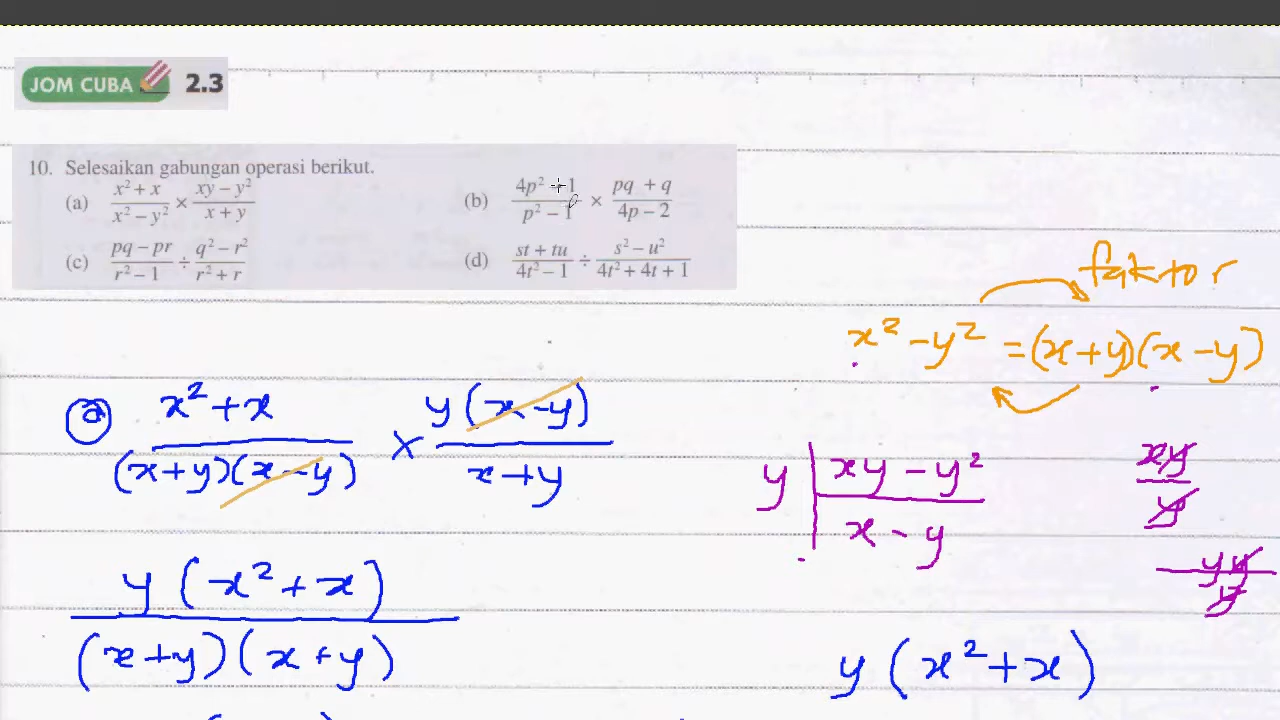 JOM CUBA 2.3
10. Selesaikan gabungan operasi berikut.
(a) (x² + x)/(x² – y²) × (xy – y²)/(x + y)
(b) (4p² – 1)/(p² – 1) × (pq + q)/(4p – 2)
(c) (pq – pr)/(r² – 1) ÷ (q² – r²)/(r² + r)
(d) (st + tu)/(4t² – 1) ÷ (s² – u²)/(4t² + 4t + 1)
faktor
x² – y² = (x+y)(x – y)
(a) (x² + x)/((x+y)(x–y)) × (y(x –y))/(x+y)
y | xy – y²
x – y
xy/y
yy/y
y(x² + x)/((x+y)(x+y))
y(x² + x)